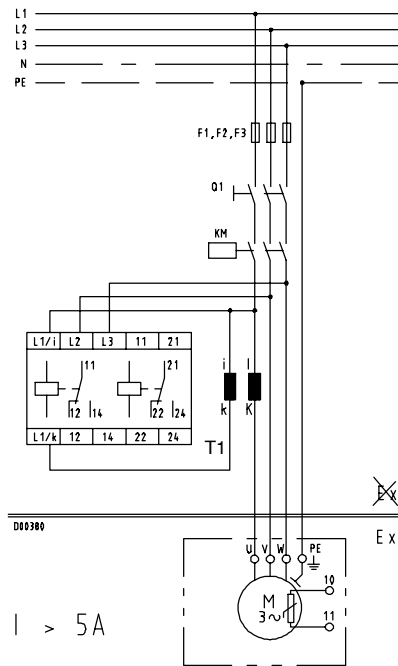 L1
L2
L3
N
PE
F1,F2,F3
Q1
KM
L1/i L2 L3 11 21
i l
11 21
12 14 22 24
k K
L1/k 12 14 22 24
T1
Ex
D00380
Ex
U V W PE
10
M
3~
11
I > 5A